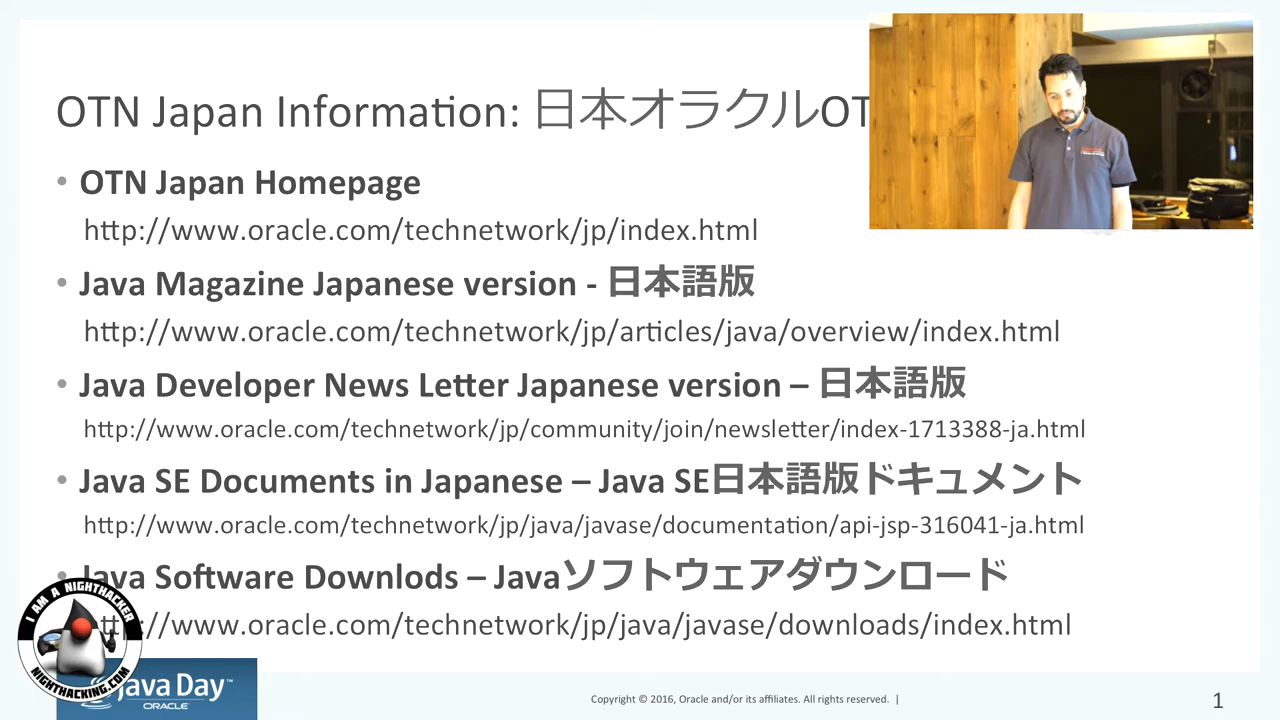 OTN Japan Information: 日本オラクルOT
• OTN Japan Homepage
http://www.oracle.com/technetwork/jp/index.html
• Java Magazine Japanese version - 日本語版
http://www.oracle.com/technetwork/jp/articles/java/overview/index.html
• Java Developer News Letter Japanese version – 日本語版
http://www.oracle.com/technetwork/jp/community/join/newsletter/index-1713388-ja.html
• Java SE Documents in Japanese – Java SE日本語版ドキュメント
http://www.oracle.com/technetwork/jp/java/javase/documentation/api-jsp-316041-ja.html
• Java Software Downlods – Javaソフトウェアダウンロード
://www.oracle.com/technetwork/jp/java/javase/downloads/index.html
I AM A NIGHTHACKER
NIGHTHACKING.COM
Java Day™
ORACLE
Copyright © 2016, Oracle and/or its affiliates. All rights reserved. |
1